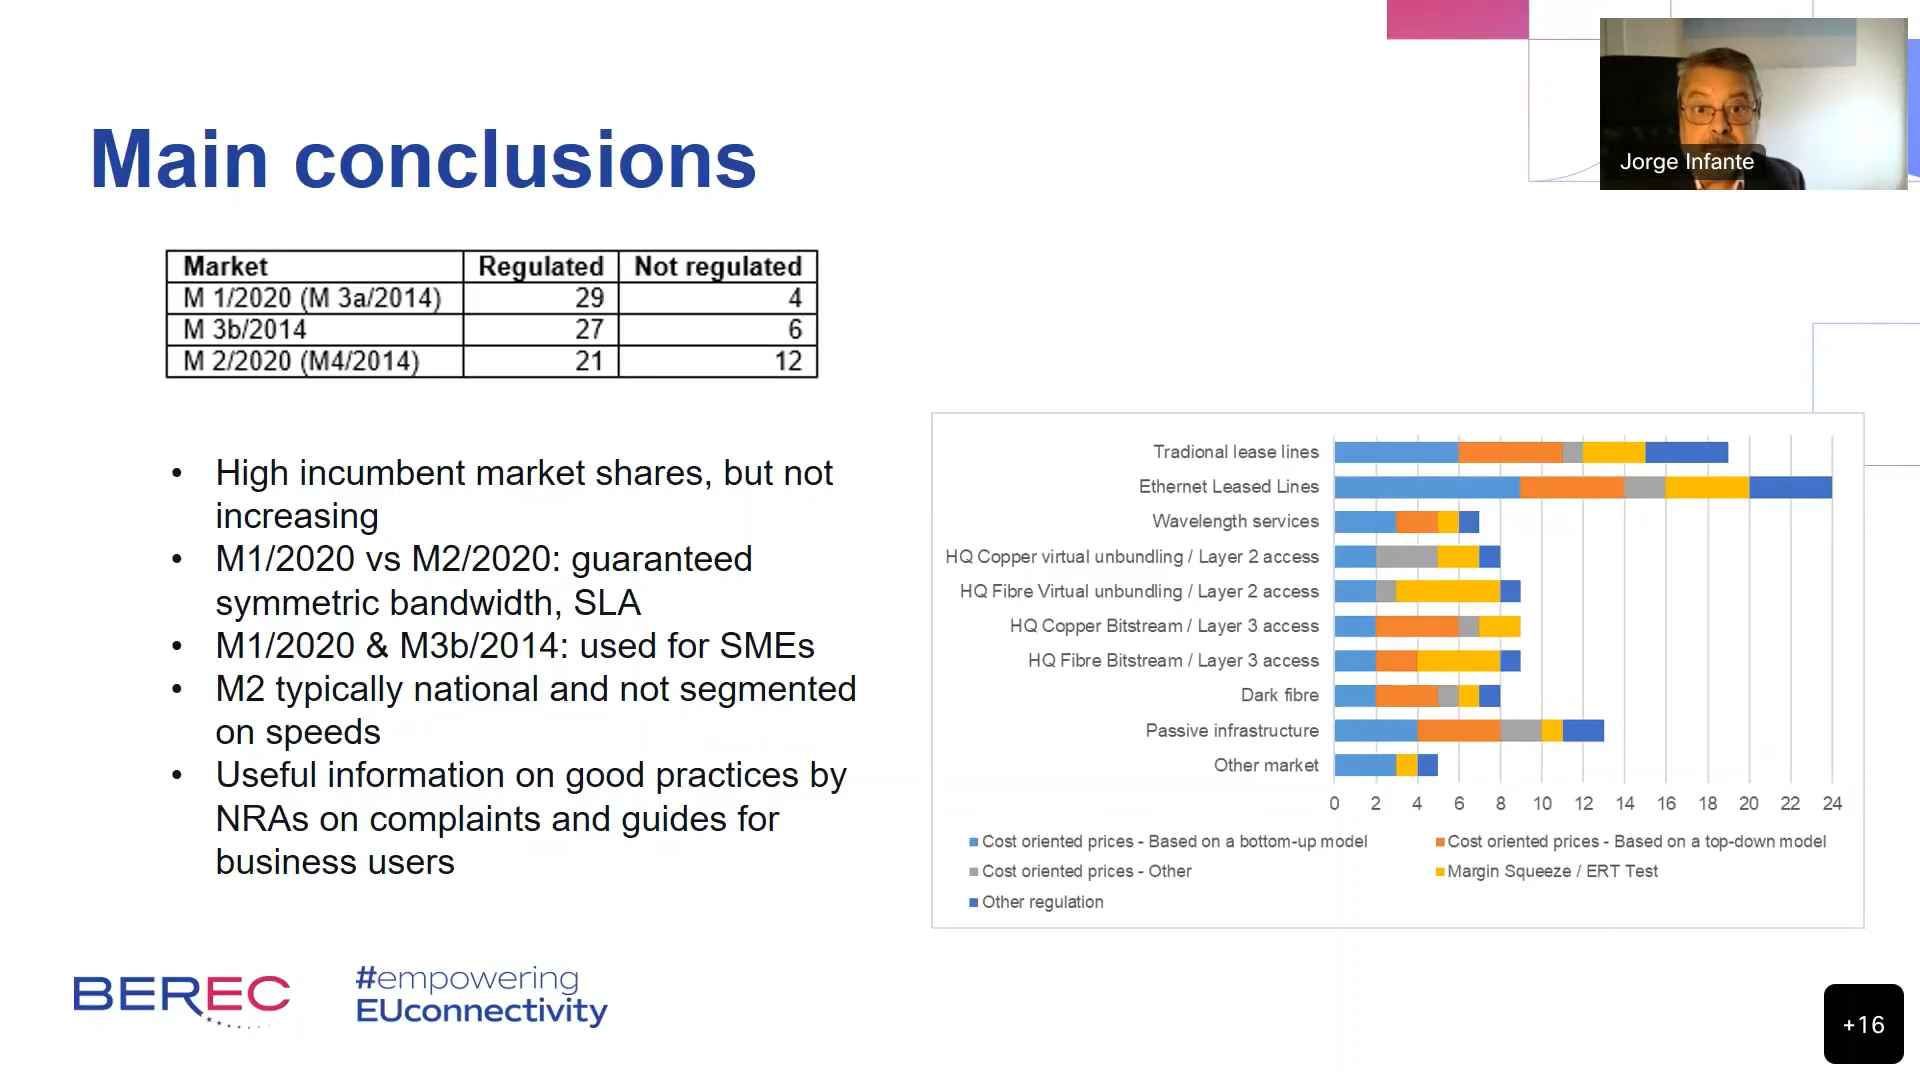 Jorge Infante
Main conclusions
Market Regulated Not regulated
M 1/2020 (M 3a/2014) 29 4
M 3b/2014 27 6
M 2/2020 (M4/2014) 21 12
• High incumbent market shares, but not
increasing
• M1/2020 vs M2/2020: guaranteed
symmetric bandwidth, SLA
• M1/2020 & M3b/2014: used for SMEs
• M2 typically national and not segmented
on speeds
• Useful information on good practices by
NRAs on complaints and guides for
business users
Tradional lease lines
Ethernet Leased Lines
Wavelength services
HQ Copper virtual unbundling / Layer 2 access
HQ Fibre Virtual unbundling / Layer 2 access
HQ Copper Bitstream / Layer 3 access
HQ Fibre Bitstream / Layer 3 access
Dark fibre
Passive infrastructure
Other market
0 2 4 6 8 10 12 14 16 18 20 22 24
Cost oriented prices - Based on a bottom-up model
Cost oriented prices - Based on a top-down model
Cost oriented prices - Other
Margin Squeeze / ERT Test
Other regulation
BEREC
#empowering
EUconnectivity
+16